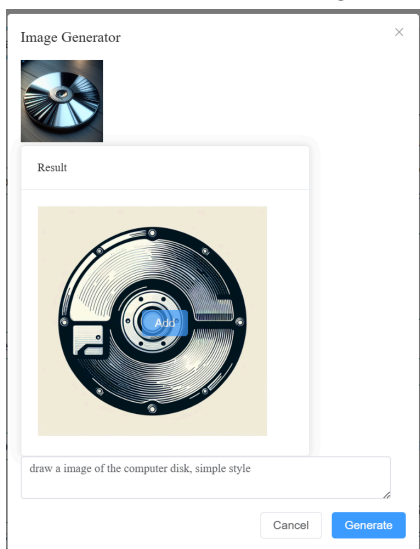 Image Generator
Result
Add
draw a image of the computer disk, simple style
Cancel
Generate